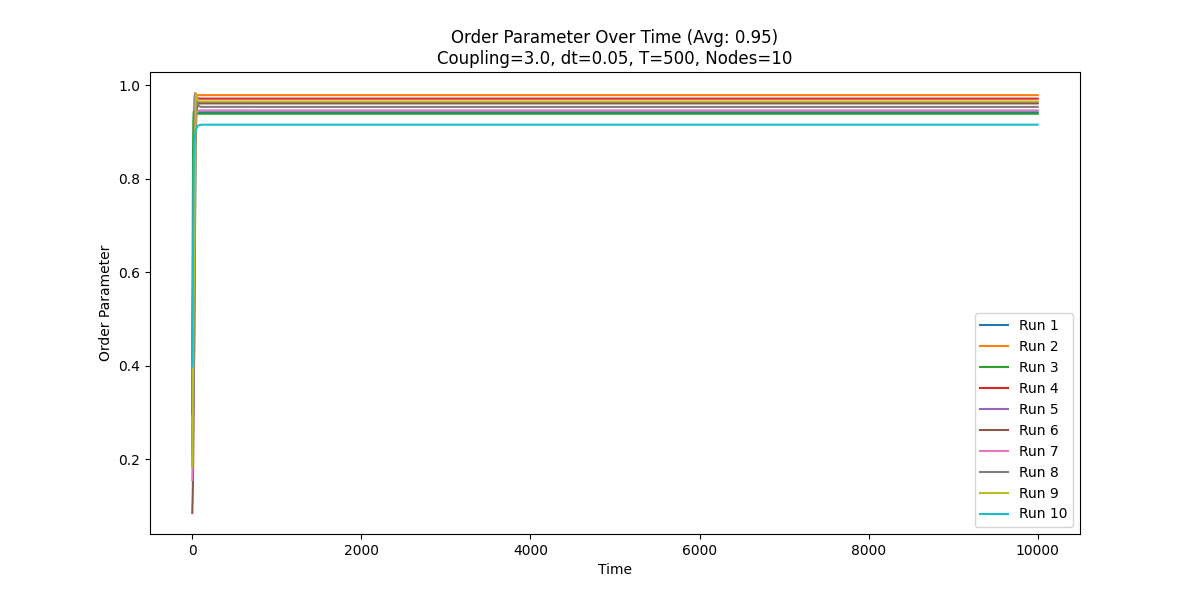 Order Parameter Over Time (Avg: 0.95)
Coupling=3.0, dt=0.05, T=500, Nodes=10
Order Parameter
1.0
0.8
0.6
0.4
0.2
0
2000
4000
6000
8000
10000
Time
Run 1
Run 2
Run 3
Run 4
Run 5
Run 6
Run 7
Run 8
Run 9
Run 10